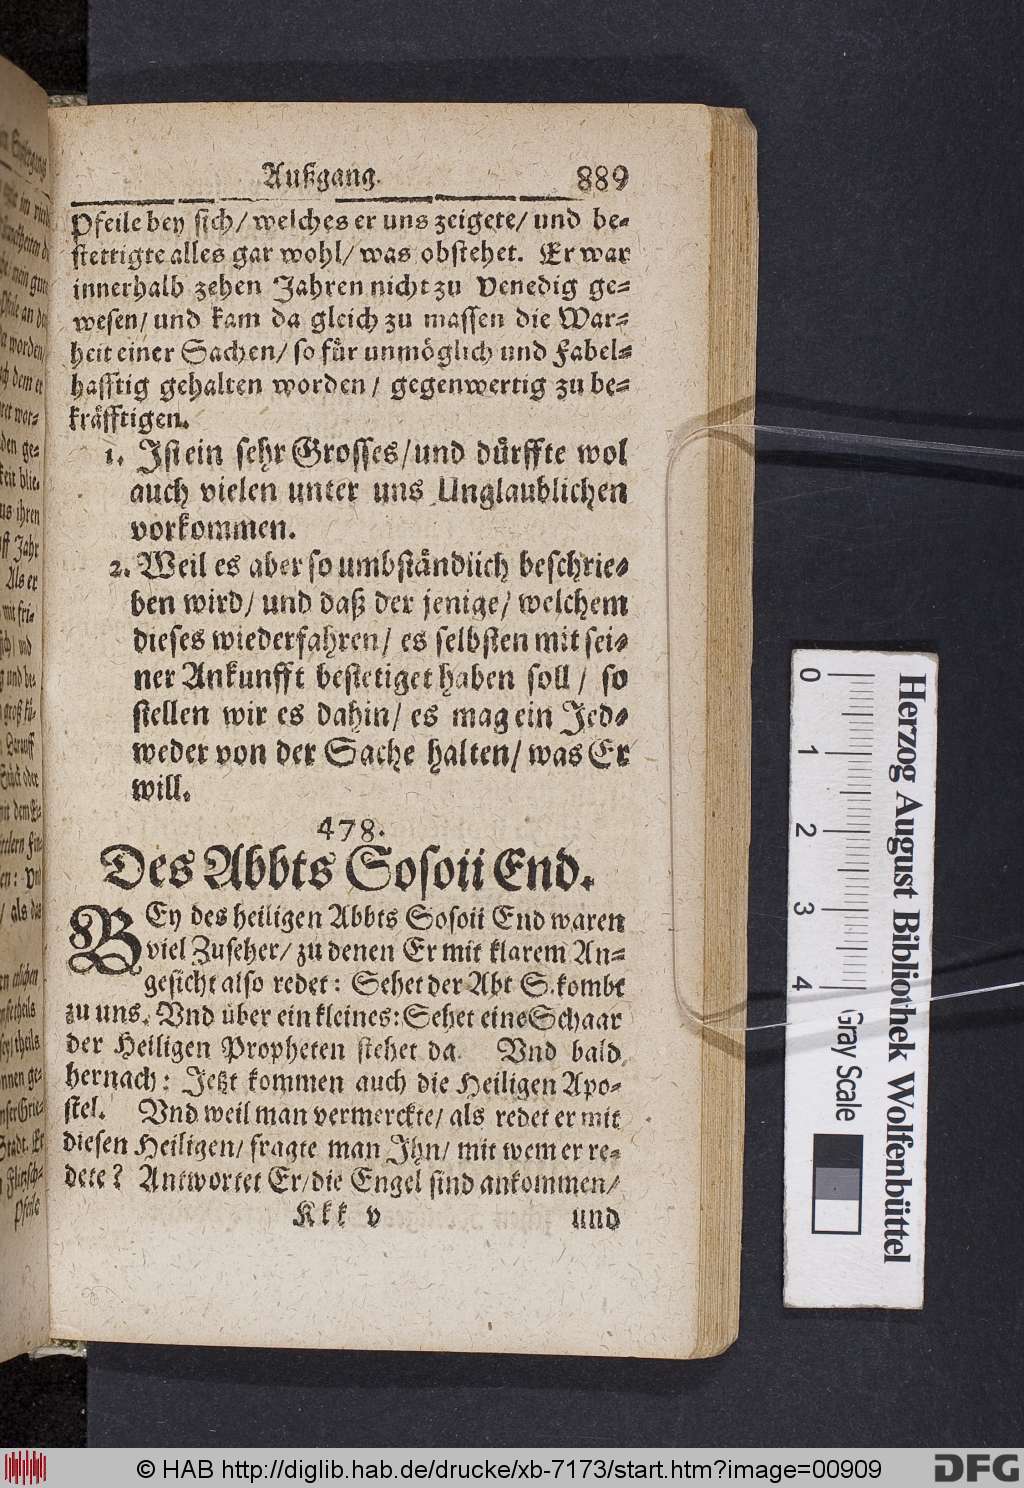 Außgang. 889
Pfeile bey sich/ welches er uns zeigete/ und be-
stettigte alles gar wohl/ was obstehet. Er war
innerhalb zehen Jahren nicht zu Venedig ge-
wesen/ und kam da gleich zu massen die War-
heit einer Sachen/ so für unmöglich und Fabel-
hafftig gehalten worden/ gegenwertig zu be-
kräfftigen.
1. Ist ein sehr Grosses/ und dürffte wol
auch vielen unter uns Unglaublichen
vorkommen.
2. Weil es aber so umbständlich beschrie-
ben wird/ und daß der jenige/ welchem
dieses wiederfahren/ es selbsten mit sei-
ner Ankunfft bestetiget haben soll/ so
stellen wir es dahin/ es mag ein Jed-
weder von der Sache halten/ was Er
will.
478.
Des Abbts Sosoii End.
BEy des heiligen Abbts Sosoii End waren
viel Zuseher/ zu denen Er mit klarem An-
gesicht also redet: Sehet der Abt S. kombt
zu uns. Vnd über ein kleines: Sehet eine Schaar
der Heiligen Propheten stehet da. Vnd bald
hernach: Jetzt kommen auch die Heiligen Apo-
stel. Vnd weil man vermerckte/ als redet er mit
diesen Heiligen/ fragte man Jhn/ mit wem er re-
dete? Antwortet Er/ die Engel sind ankommen/
Kkk v und
0 1 2 3 4
Herzog August Bibliothek Wolfenbüttel
Gray Scale
© HAB http://diglib.hab.de/drucke/xb-7173/start.htm?image=00909
DFG